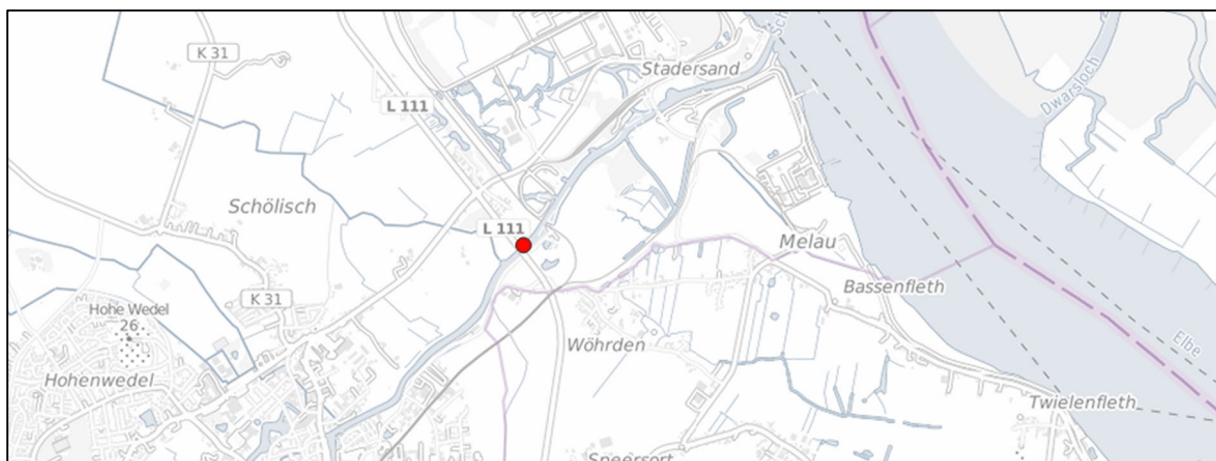 K 31
Stadersand
L 111
Dwarsloch
Schölisch
L 111
Melau
K 31
Bassenfleth
Hohe Wedel
26
Wöhrden
Elbe
Hohenwedel
Twielenfleth